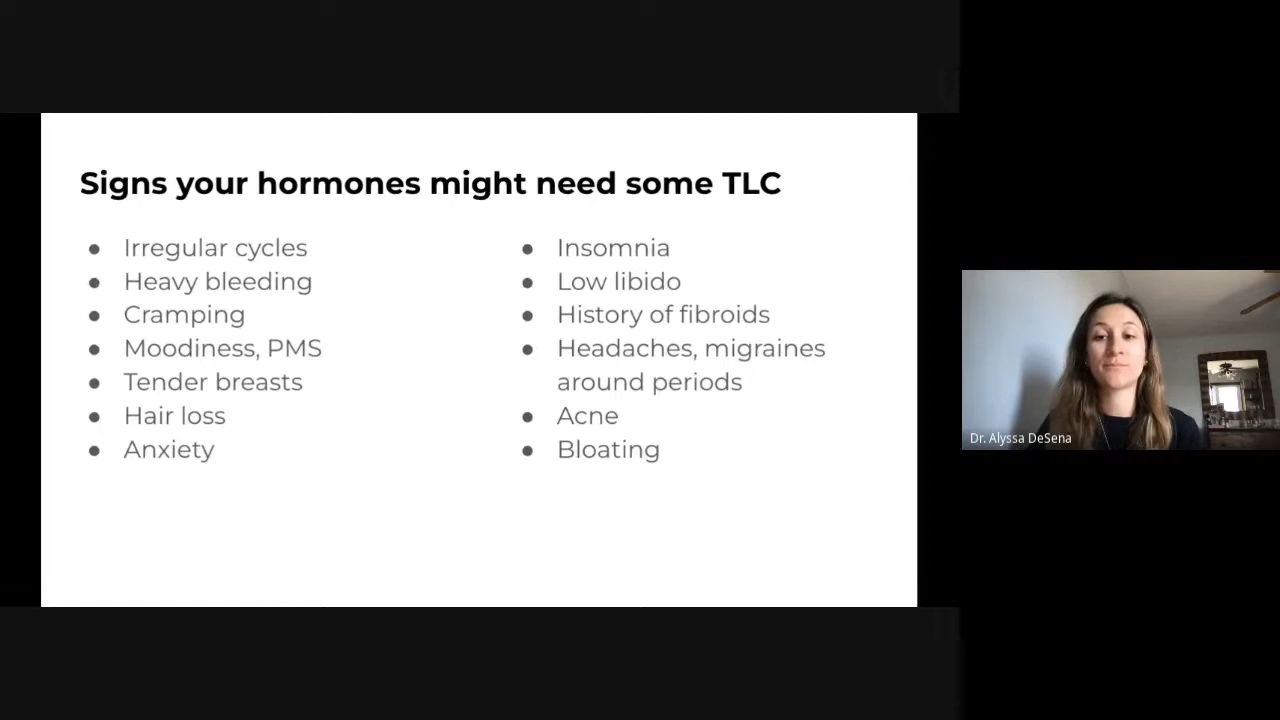 Signs your hormones might need some TLC
● Irregular cycles
● Heavy bleeding
● Cramping
● Moodiness, PMS
● Tender breasts
● Hair loss
● Anxiety
● Insomnia
● Low libido
● History of fibroids
● Headaches, migraines
around periods
● Acne
● Bloating
Dr. Alyssa DeSena